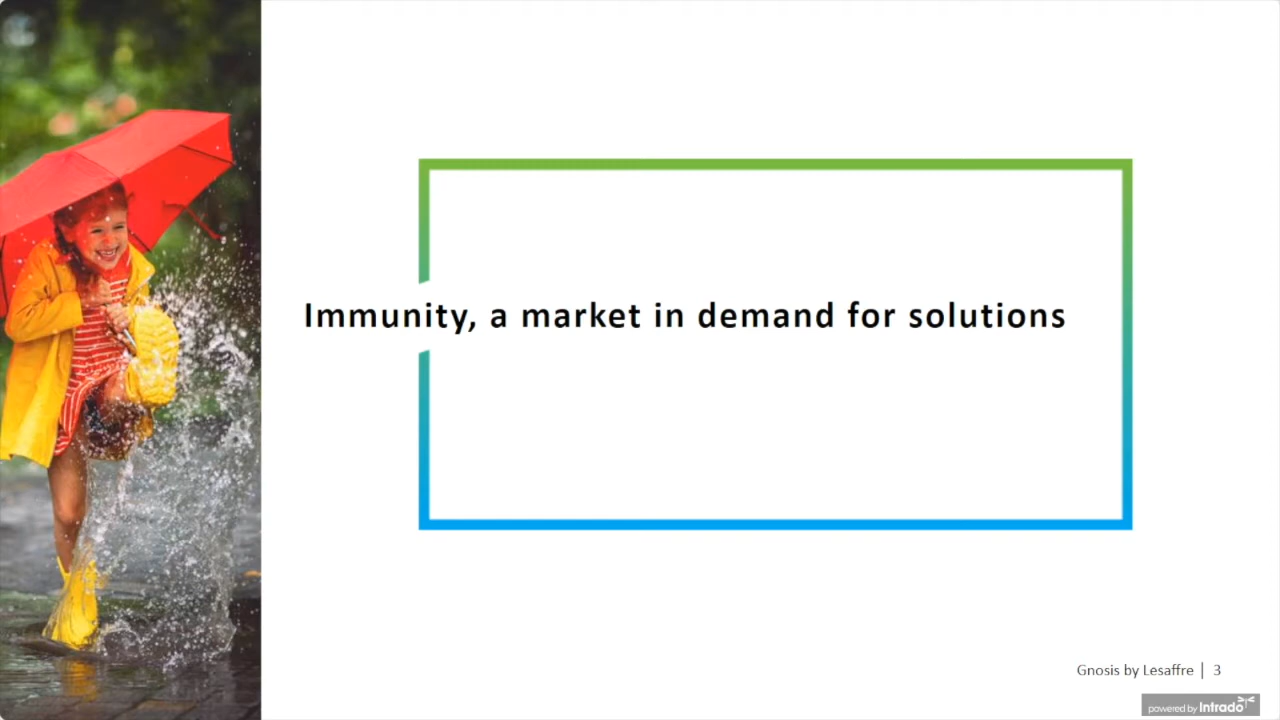 Immunity, a market in demand for solutions
Gnosis by Lesaffre | 3
powered by intrado